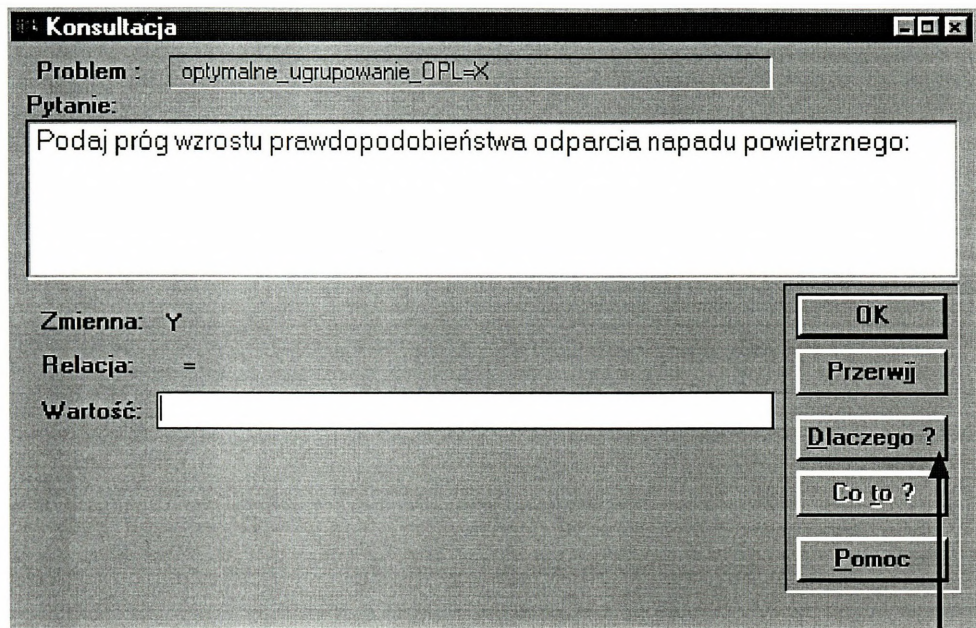 Konsultacja
Problem : optymalne_ugrupowanie_OPL=X
Pytanie:
Podaj próg wzrostu prawdopodobieństwa odparcia napadu powietrznego:
Zmienna: Y
Relacja: =
Wartość:
OK
Przerwij
Dlaczego ?
Co to ?
Pomoc